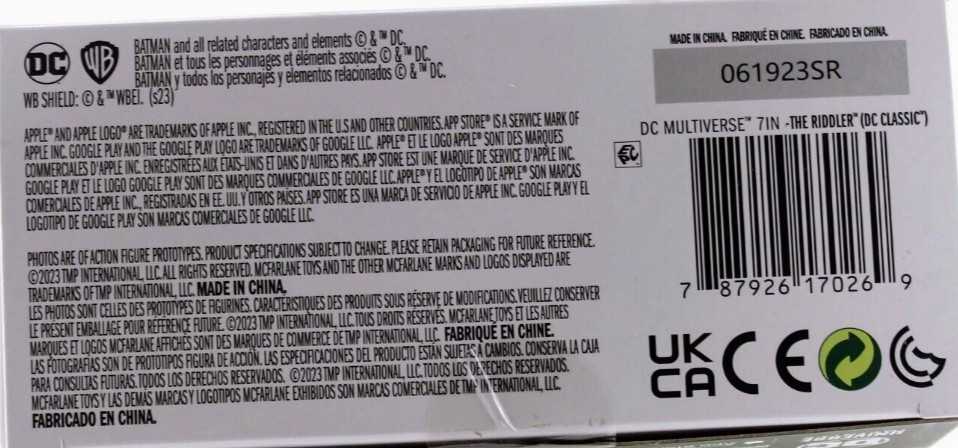 DC WB
BATMAN and all related characters and elements © & ™ DC.
BATMAN et tous les personnages et éléments associés © & ™ DC.
BATMAN y todos los personajes y elementos relacionados © & ™ DC.
WB SHIELD: © & ™ WBEI. (s23)
APPLE® AND APPLE LOGO® ARE TRADEMARKS OF APPLE INC., REGISTERED IN THE U.S AND OTHER COUNTRIES. APP STORE® IS A SERVICE MARK OF
APPLE INC. GOOGLE PLAY AND THE GOOGLE PLAY LOGO ARE TRADEMARKS OF GOOGLE LLC. APPLE® ET LE LOGO APPLE® SONT DES MARQUES
COMMERCIALES D'APPLE INC. ENREGISTRÉES AUX ETATS-UNIS ET DANS D'AUTRES PAYS. APP STORE EST UNE MARQUE DE SERVICE D'APPLE INC.
GOOGLE PLAY ET LE LOGO GOOGLE PLAY SONT DES MARQUES COMMERCIALES DE GOOGLE LLC. APPLE® Y EL LOGOTIPO DE APPLE® SON MARCAS
COMERCIALES DE APPLE INC., REGISTRADAS EN EE. UU. Y OTROS PAÍSES. APP STORE ES UNA MARCA DE SERVICIO DE APPLE INC. GOOGLE PLAY Y EL
LOGOTIPO DE GOOGLE PLAY SON MARCAS COMERCIALES DE GOOGLE LLC.
PHOTOS ARE OF ACTION FIGURE PROTOTYPES. PRODUCT SPECIFICATIONS SUBJECT TO CHANGE. PLEASE RETAIN PACKAGING FOR FUTURE REFERENCE.
©2023 TMP INTERNATIONAL, LLC. ALL RIGHTS RESERVED. MCFARLANE TOYS AND THE OTHER MCFARLANE MARKS AND LOGOS DISPLAYED ARE
TRADEMARKS OF TMP INTERNATIONAL, LLC. MADE IN CHINA.
LES PHOTOS SONT CELLES DES PROTOTYPES DE FIGURINES. CARACTERISTIQUES DES PRODUITS SOUS RÉSERVE DE MODIFICATIONS. VEUILLEZ CONSERVER
LE PRESENT EMBALLAGE POUR RÉFÉRENCE FUTURE. ©2023 TMP INTERNATIONAL, LLC. TOUS DROITS RÉSERVÉS. MCFARLANE TOYS ET LES AUTRES
MARQUES ET LOGOS MCFARLANE AFFICHÉS SONT DES MARQUES DE COMMERCE DE TMP INTERNATIONAL, LLC. FABRIQUÉ EN CHINE.
LAS FOTOGRAFÍAS SON DE PROTOTIPOS FIGURA DE ACCIÓN. LAS ESPECIFICACIONES DEL PRODUCTO ESTÁN SUJETAS A CAMBIOS. CONSERVA LA CAJA
PARA CONSULTAS FUTURAS. TODOS LOS DERECHOS RESERVADOS. ©2023 TMP INTERNATIONAL, LLC. TODOS LOS DERECHOS RESERVADOS.
MCFARLANE TOYS Y LAS DEMÁS MARCAS Y LOGOTIPOS MCFARLANE EXHIBIDOS SON MARCAS COMERCIALES DE TMP INTERNATIONAL, LLC.
FABRICADO EN CHINA.
MADE IN CHINA. FABRIQUÉ EN CHINE. FABRICADO EN CHINA.
061923SR
DC MULTIVERSE™ 7IN -THE RIDDLER™ (DC CLASSIC™)
7 87926 17026 9
UK
CA CE